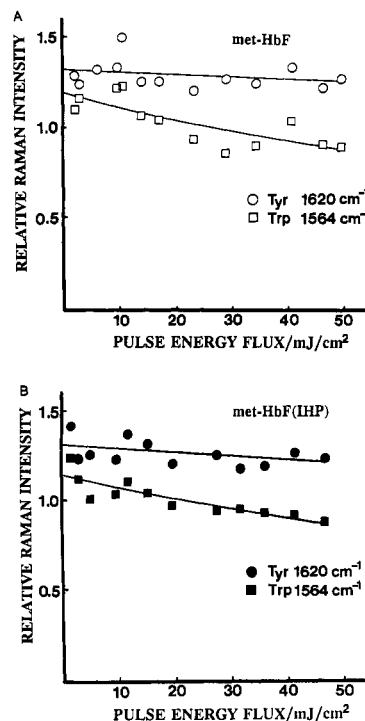 A
met-HbF
RELATIVE RAMAN INTENSITY
1.5
1.0
0.5
○ Tyr 1620 cm⁻¹
□ Trp 1564 cm⁻
0 10 20 30 40 50
PULSE ENERGY FLUX/mJ/cm²
B
met-HbF(IHP)
RELATIVE RAMAN INTENSITY
1.5
1.0
0.5
● Tyr 1620 cm⁻¹
■ Trp 1564 cm⁻¹
0 10 20 30 40 50
PULSE ENERGY FLUX/mJ/cm²